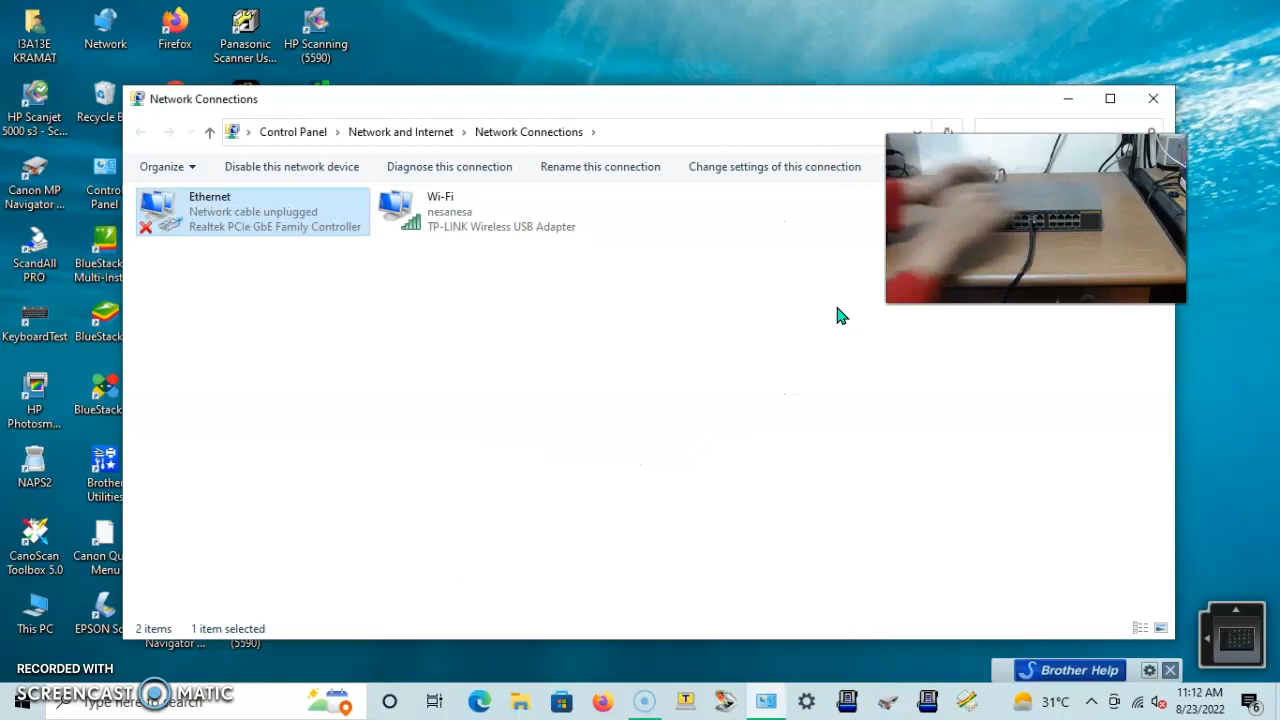 I3A13E
KRAMAT
Network
Firefox
Panasonic
Scanner Us...
HP Scanning
(5590)
HP Scanjet
5000 s3 - Sc...
Recycle B
Canon MP
Navigator ...
Control
Panel
ScandAll
PRO
BlueStack
Multi-Inst
KeyboardTest
BlueStack
HP
Photosm...
BlueStack
NAPS2
Brother
Utilities
CanoScan
Toolbox 5.0
Canon Qu
Menu
This PC
EPSON Sc
Navigator ...
(5590)
Network Connections
Control Panel > Network and Internet > Network Connections >
Organize
Disable this network device
Diagnose this connection
Rename this connection
Change settings of this connection
Ethernet
Network cable unplugged
Realtek PCIe GbE Family Controller
Wi-Fi
nesanesa
TP-LINK Wireless USB Adapter
2 items
1 item selected
Brother Help
RECORDED WITH
SCREENCAST MATIC
Type here to search
31°C
11:12 AM
8/23/2022
6